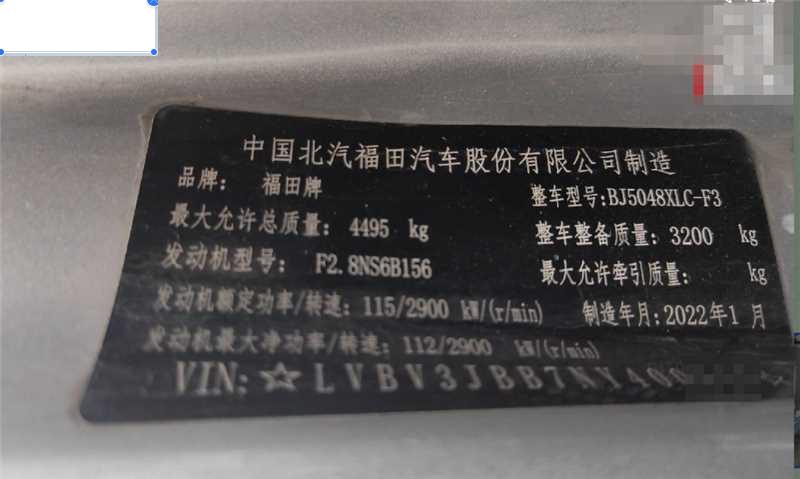 中国北汽福田汽车股份有限公司制造
品牌: 福田牌 整车型号:BJ5048XLC-F3
最大允许总质量: 4495 kg 整车整备质量: 3200 kg
发动机型号: F2.8NS6B156 最大允许牵引质量: kg
发动机额定功率/转速: 115/2900 kW/(r/min) 制造年月:2022年1 月
发动机最大净功率/转速: 112/2900 kW/(r/min)
VIN: ☆LVBV3JBB7NY400